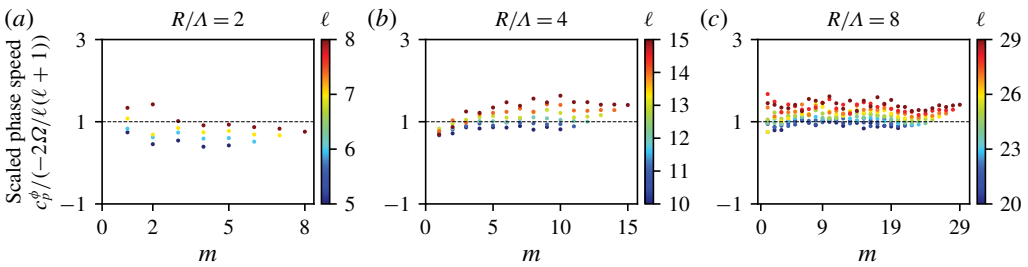 (a) R/Λ = 2 ℓ (b) R/Λ = 4 ℓ (c) R/Λ = 8 ℓ
Scaled phase speed
c_p^ϕ/(−2Ω/ℓ(ℓ + 1))
3 8 3 15 3 29
7 14 26
1 1 13 1
6 12 23
11
−1 5 −1 10 −1 20
0 2 5 8 0 5 10 15 0 9 19 29
m m m